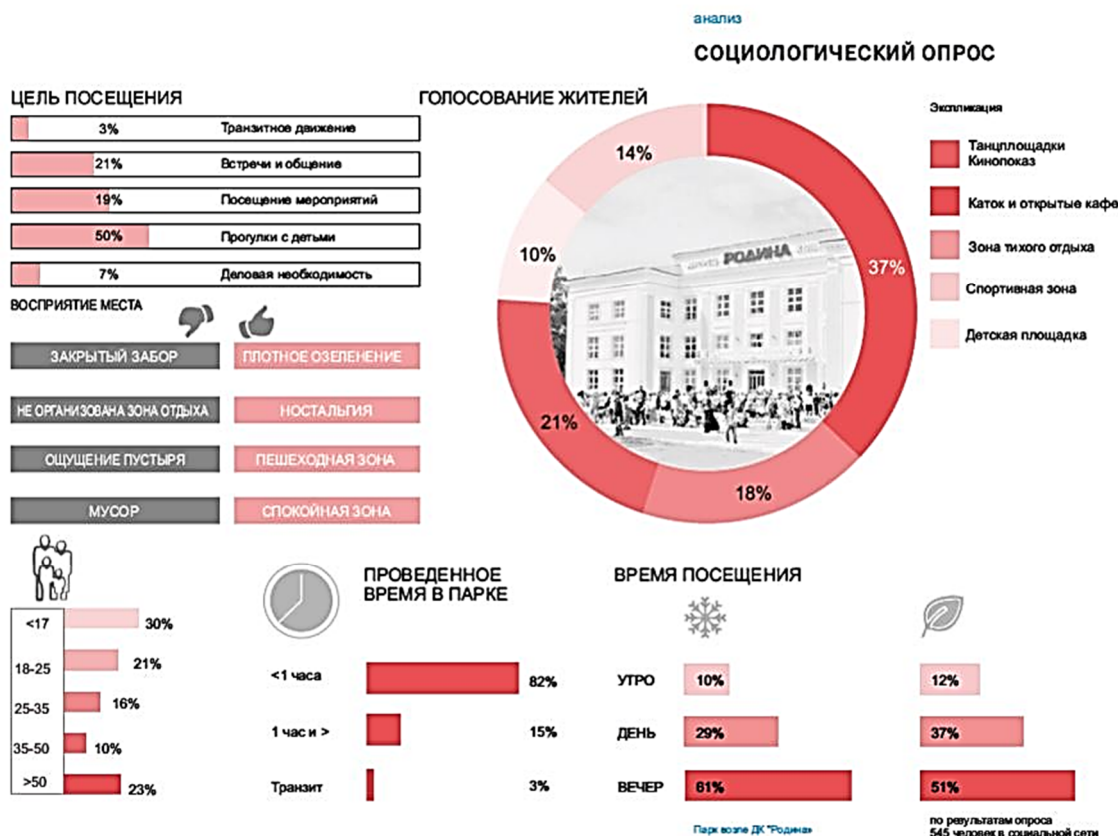 анализ
СОЦИОЛОГИЧЕСКИЙ ОПРОС
ЦЕЛЬ ПОСЕЩЕНИЯ
3% Транзитное движение
21% Встречи и общение
19% Посещение мероприятий
50% Прогулки с детьми
7% Деловая необходимость
ВОСПРИЯТИЕ МЕСТА
ЗАКРЫТЫЙ ЗАБОР
ПЛОТНОЕ ОЗЕЛЕНЕНИЕ
НЕ ОРГАНИЗОВАНА ЗОНА ОТДЫХА
НОСТАЛЬГИЯ
ОЩУЩЕНИЕ ПУСТЫРЯ
ПЕШЕХОДНАЯ ЗОНА
МУСОР
СПОКОЙНАЯ ЗОНА
ГОЛОСОВАНИЕ ЖИТЕЛЕЙ
14%
10%
37%
21%
18%
РОДИНА
Экспликация
Танцплощадки
Кинопоказ
Каток и открытые кафе
Зона тихого отдыха
Спортивная зона
Детская площадка
<17 30%
18-25 21%
25-35 16%
35-50 10%
>50 23%
ПРОВЕДЕННОЕ
ВРЕМЯ В ПАРКЕ
<1 часа 82%
1 час и > 15%
Транзит 3%
ВРЕМЯ ПОСЕЩЕНИЯ
УТРО 10% 12%
ДЕНЬ 29% 37%
ВЕЧЕР 61% 51%
Парк возле ДК "Родина"
по результатам опроса
545 человек в социальной сети